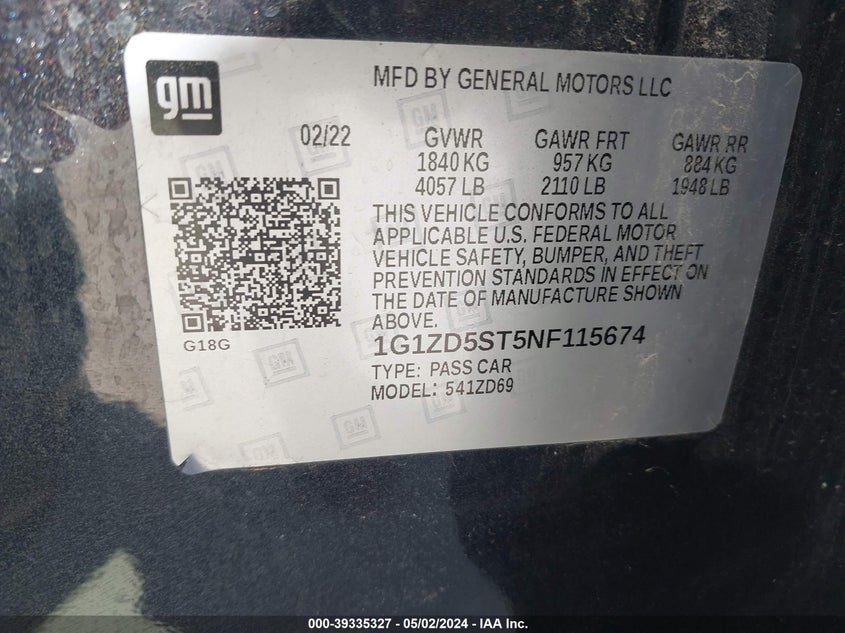 gm
MFD BY GENERAL MOTORS LLC
02/22 GVWR GAWR FRT GAWR RR
1840 KG 957 KG 884 KG
4057 LB 2110 LB 1948 LB
THIS VEHICLE CONFORMS TO ALL
APPLICABLE U.S. FEDERAL MOTOR
VEHICLE SAFETY, BUMPER, AND THEFT
PREVENTION STANDARDS IN EFFECT ON
THE DATE OF MANUFACTURE SHOWN
ABOVE.
G18G
1G1ZD5ST5NF115674
TYPE: PASS CAR
MODEL: 541ZD69
000-39335327 - 05/02/2024 - IAA Inc.